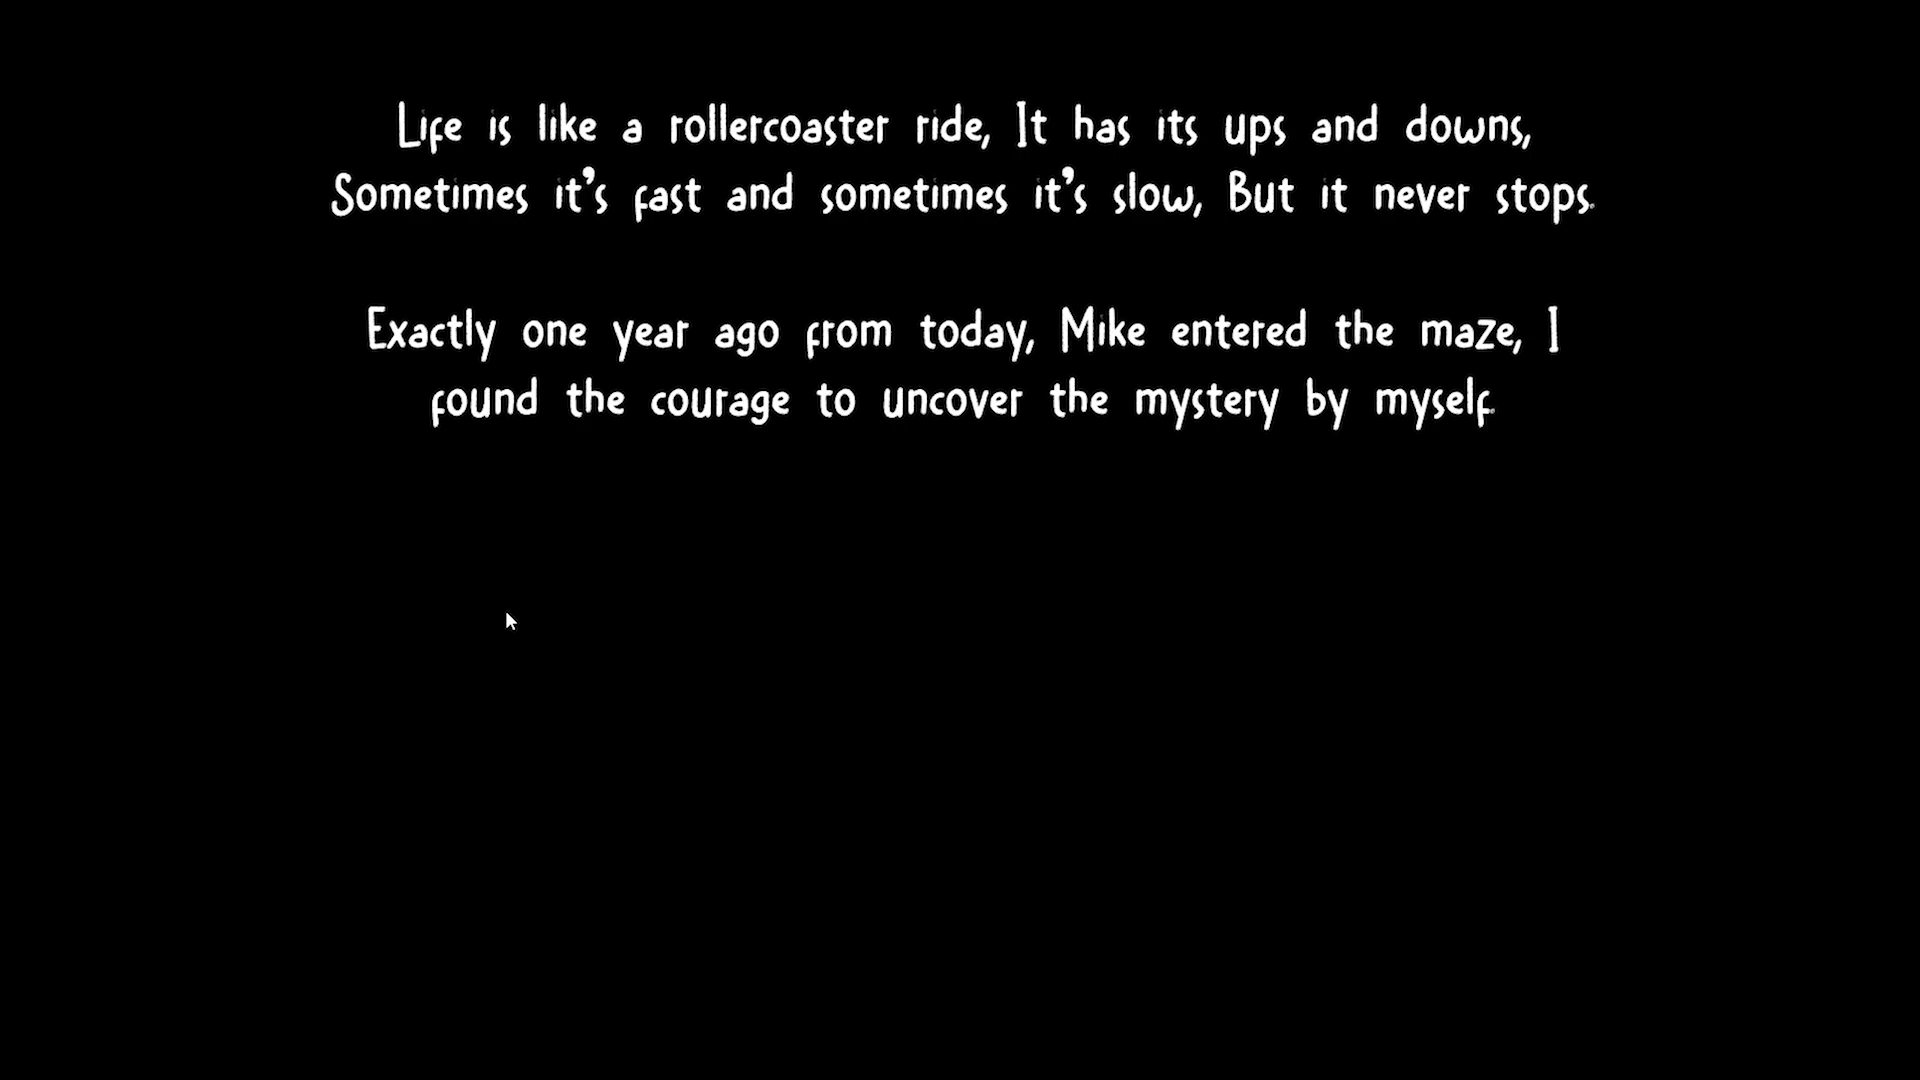 Life is like a rollercoaster ride, It has its ups and downs,
Sometimes it's fast and sometimes it's slow, But it never stops.
Exactly one year ago from today, Mike entered the maze, I
found the courage to uncover the mystery by myself.